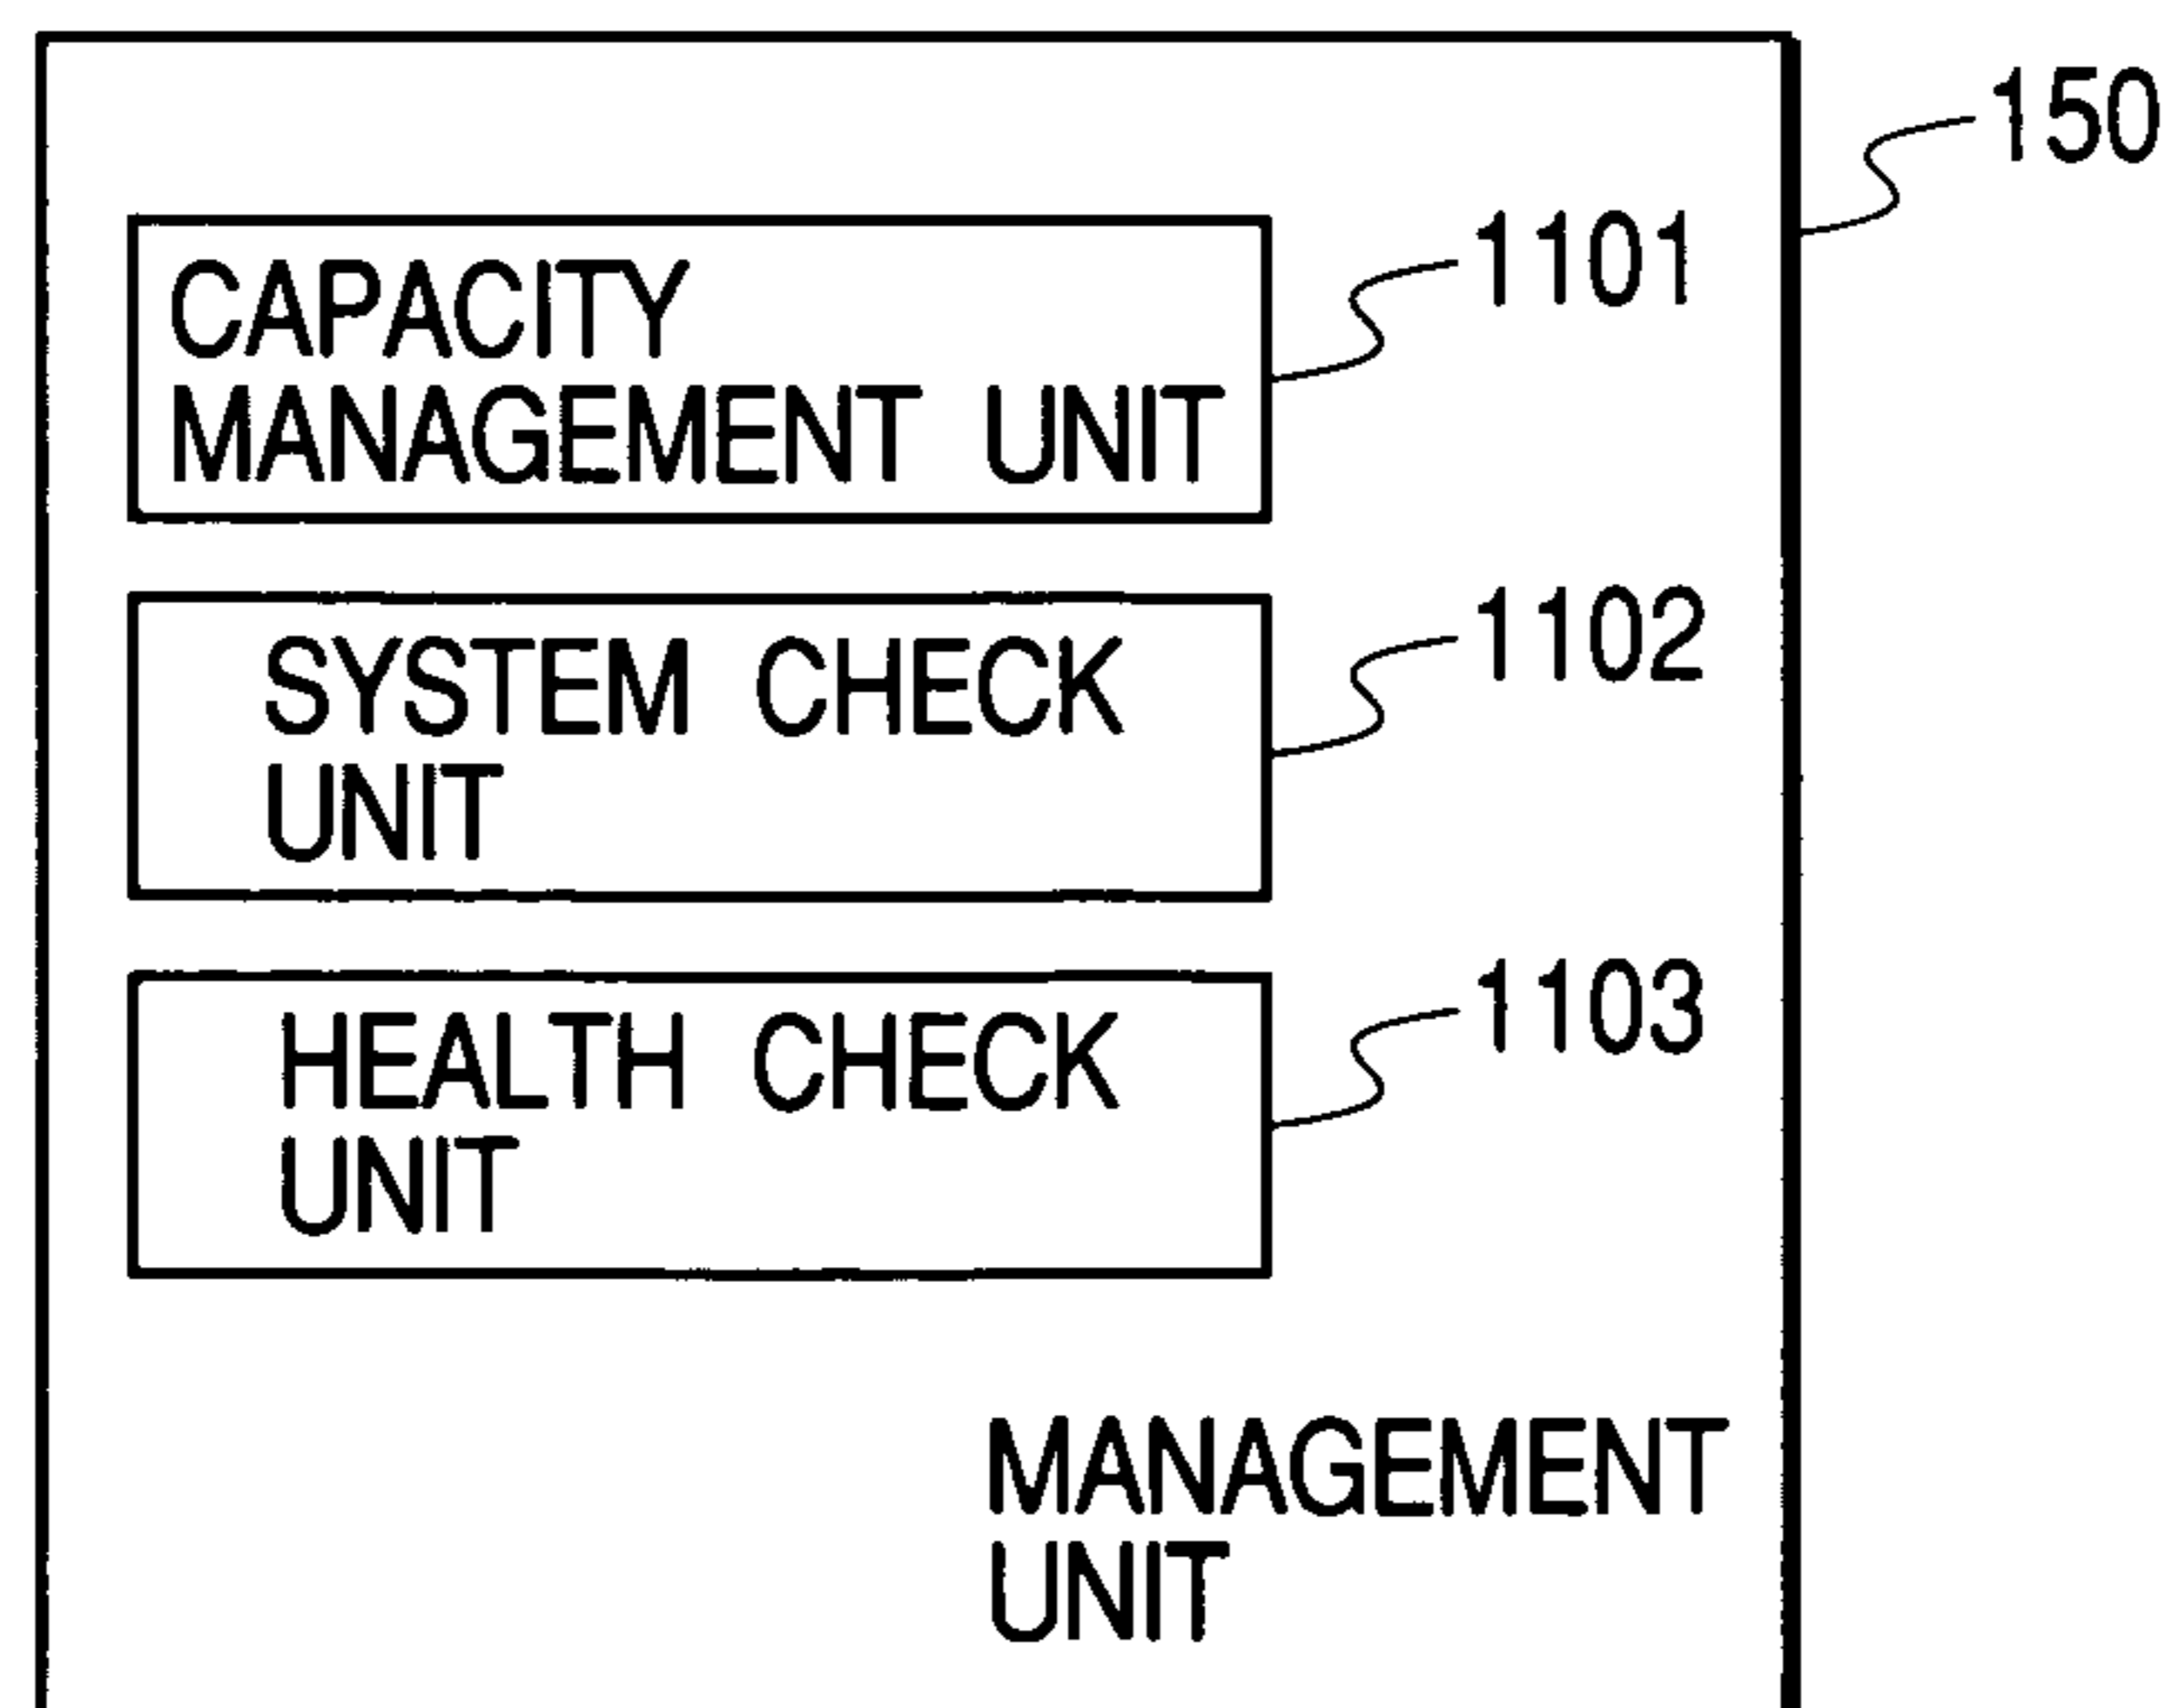 150
1101
CAPACITY
MANAGEMENT UNIT
1102
SYSTEM CHECK
UNIT
1103
HEALTH CHECK
UNIT
MANAGEMENT
UNIT